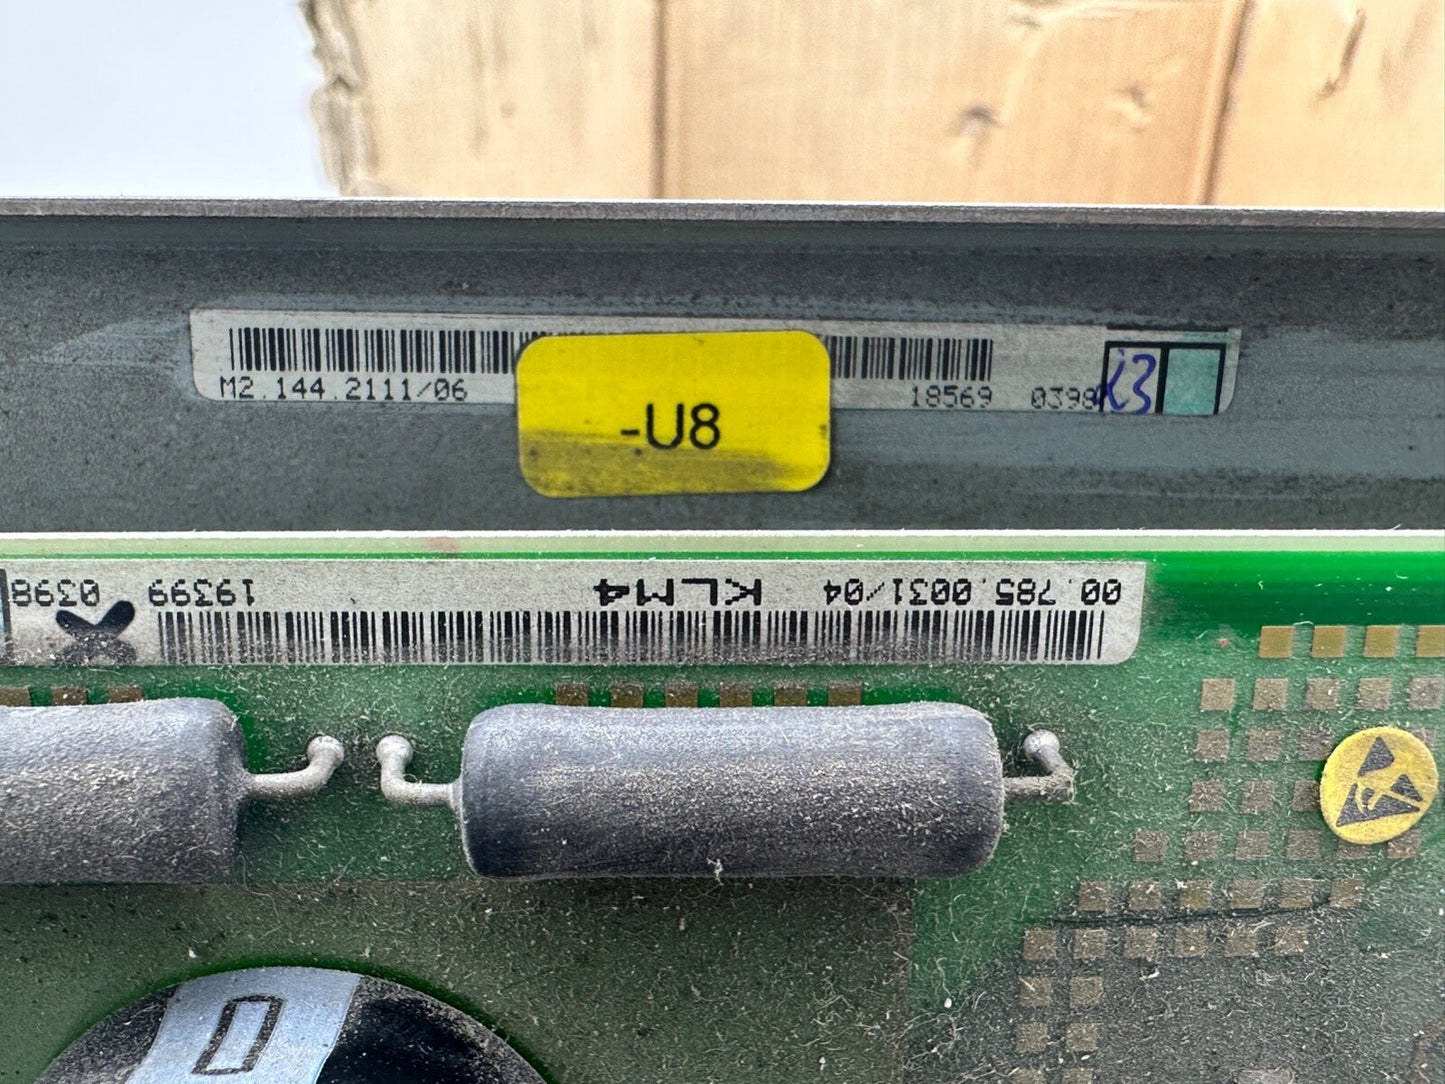 M2.144.2111/06
18569 0398
-U8
00.785.0031/04 KLM4 19399 0398